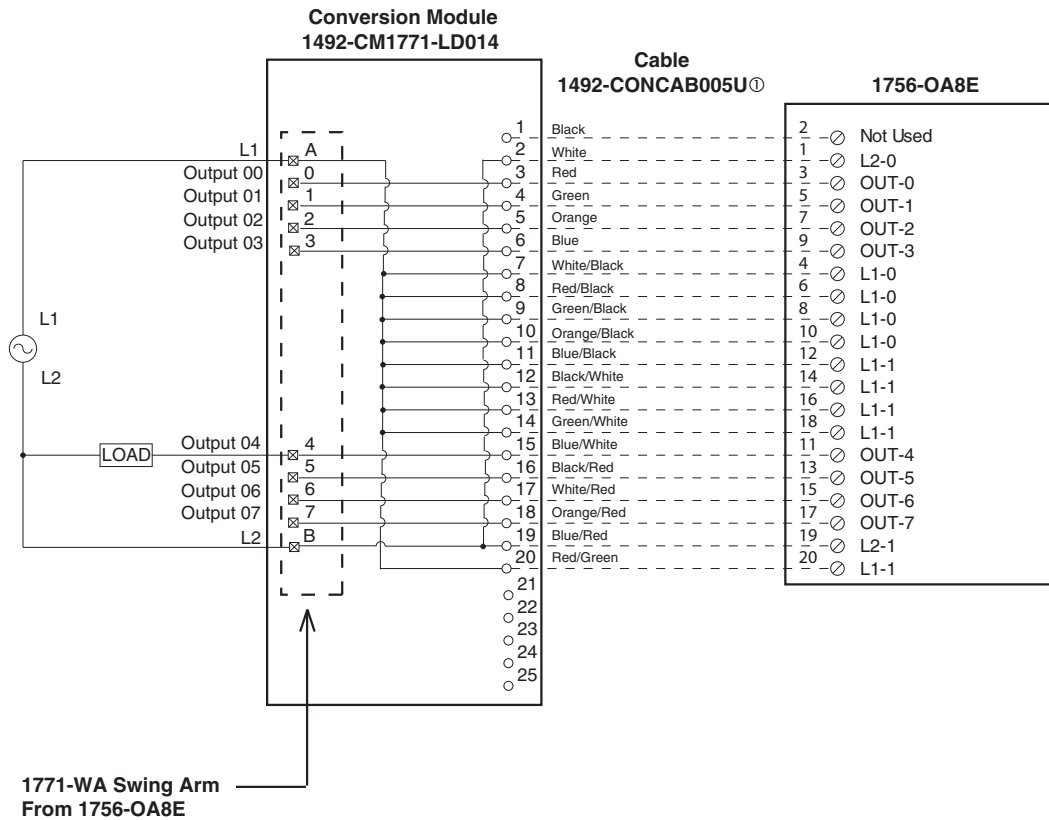 Conversion Module
1492-CM1771-LD014
Cable
1492-CONCAB005U①
1756-OA8E
1 Black 2 Not Used
L1 A 2 White 1 L2-0
Output 00 0 3 Red 3 OUT-0
Output 01 1 4 Green 5 OUT-1
Output 02 2 5 Orange 7 OUT-2
Output 03 3 6 Blue 9 OUT-3
7 White/Black 4 L1-0
8 Red/Black 6 L1-0
9 Green/Black 8 L1-0
L1
10 Orange/Black 10 L1-0
11 Blue/Black 12 L1-1
L2
12 Black/White 14 L1-1
13 Red/White 16 L1-1
14 Green/White 18 L1-1
LOAD Output 04 4 15 Blue/White 11 OUT-4
Output 05 5 16 Black/Red 13 OUT-5
Output 06 6 17 White/Red 15 OUT-6
Output 07 7 18 Orange/Red 17 OUT-7
L2 B 19 Blue/Red 19 L2-1
20 Red/Green 20 L1-1
21
22
23
24
25
1771-WA Swing Arm
From 1756-OA8E